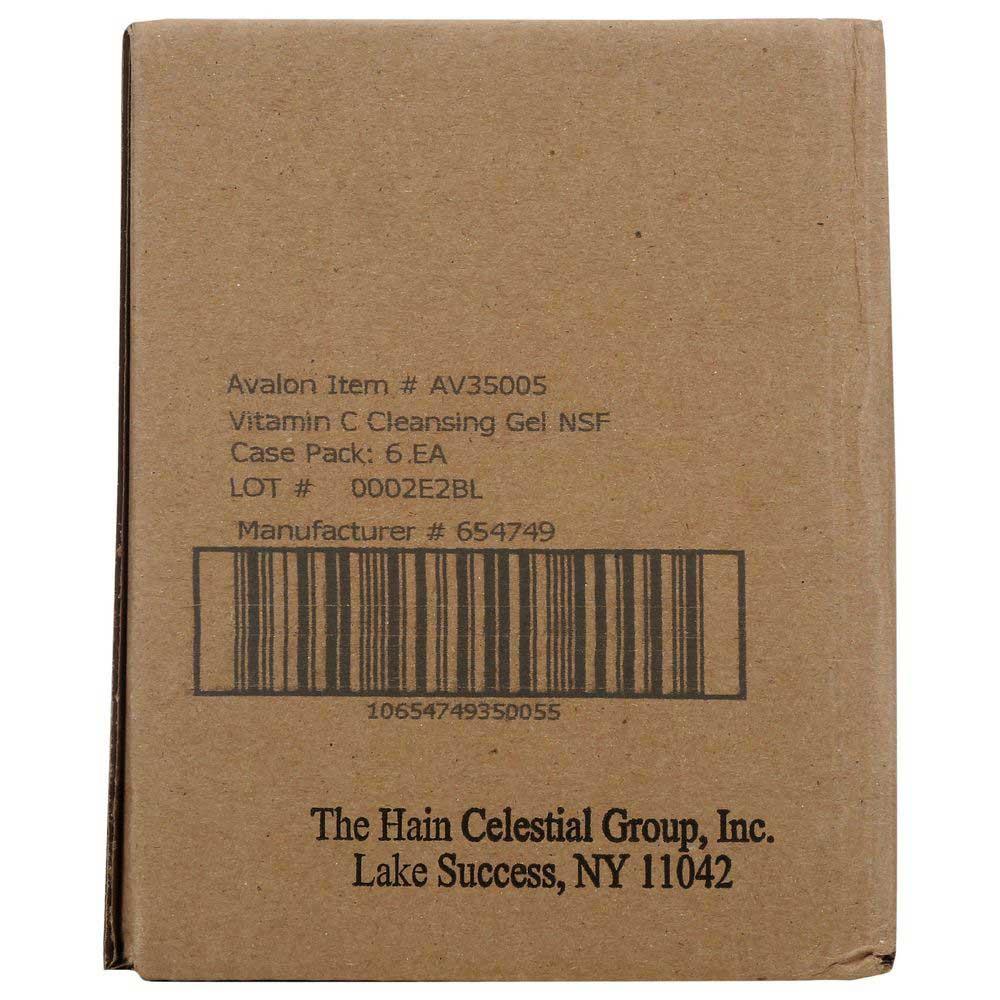 Avalon Item # AV35005
Vitamin C Cleansing Gel NSF
Case Pack: 6.EA
LOT # 0002E2BL
Manufacturer # 654749
10654749350055
The Hain Celestial Group, Inc.
Lake Success, NY 11042